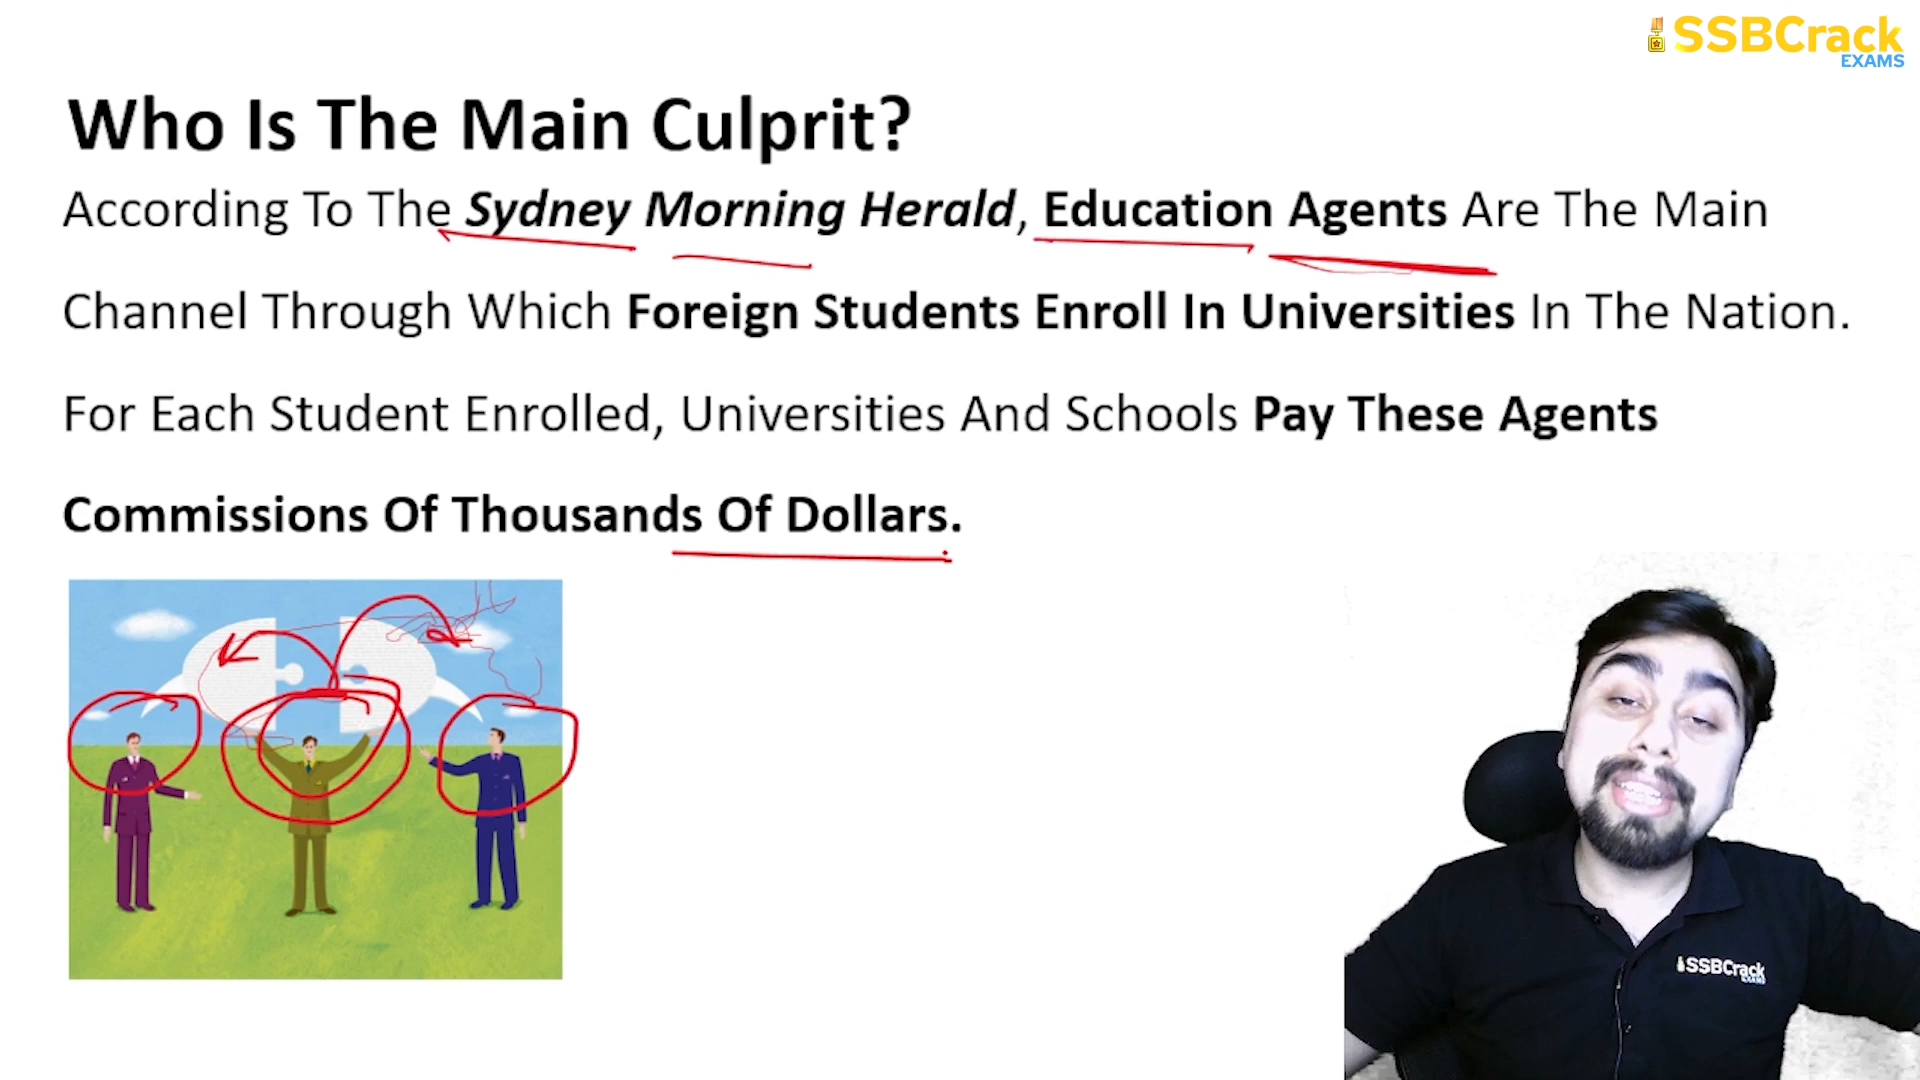 SSBCrack
EXAMS
Who Is The Main Culprit?
According To The Sydney Morning Herald, Education Agents Are The Main
Channel Through Which Foreign Students Enroll In Universities In The Nation.
For Each Student Enrolled, Universities And Schools Pay These Agents
Commissions Of Thousands Of Dollars.
SSBCrack
EXAMS